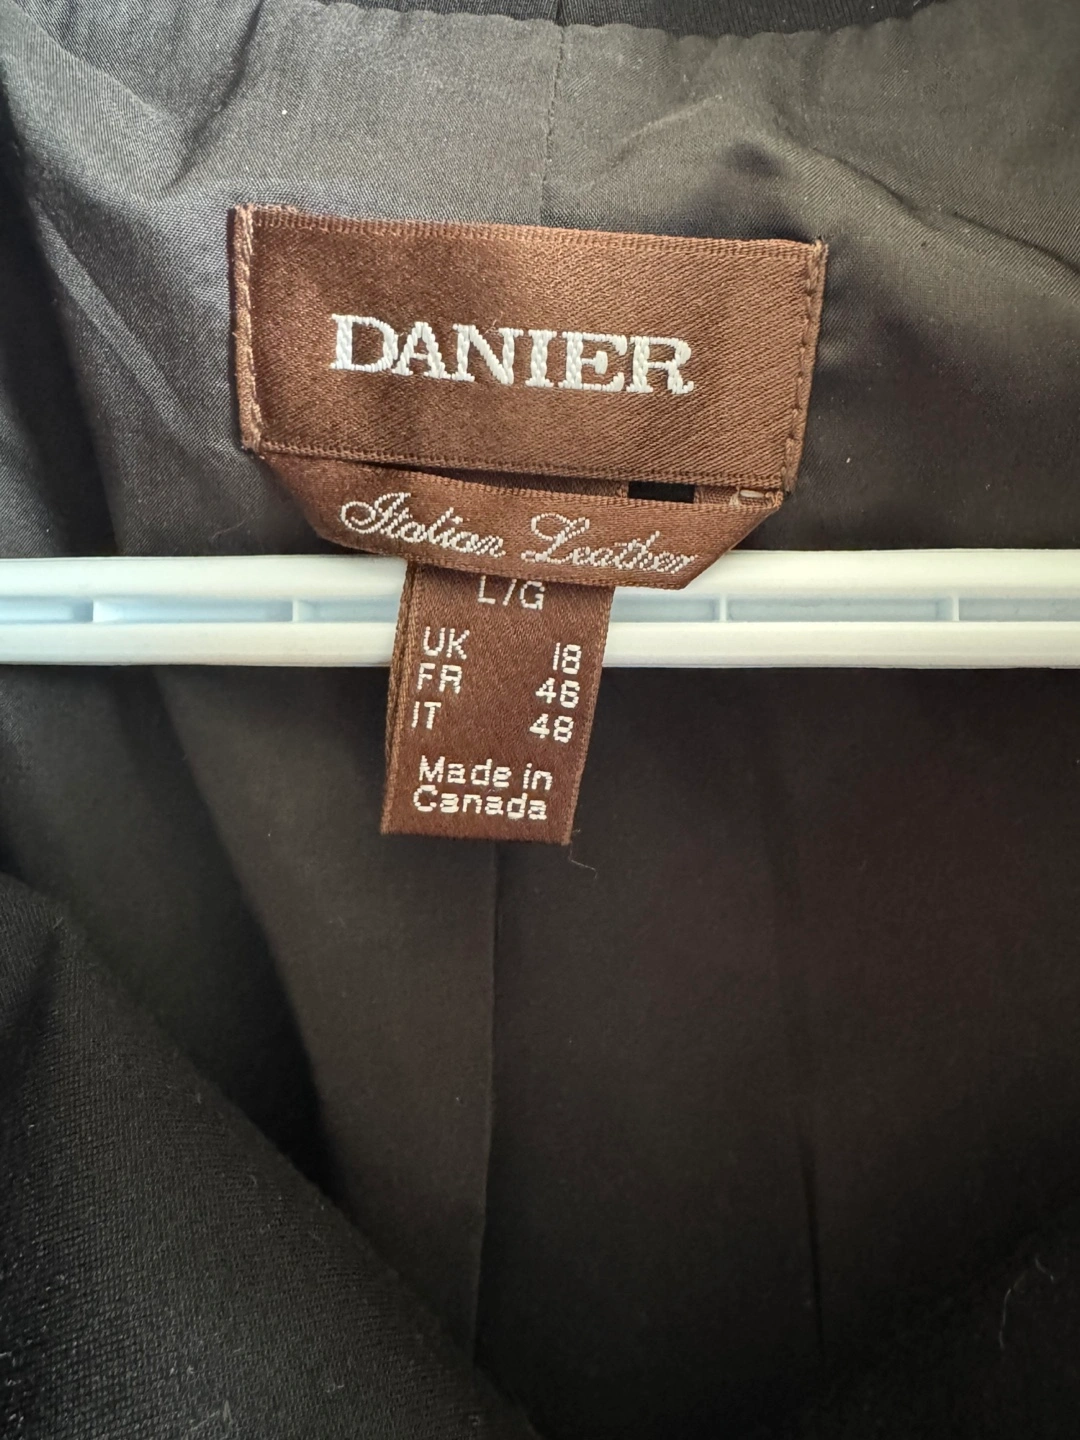 DANIER
Italian Leather
L/G
UK 18
FR 46
IT 48
Made in
Canada